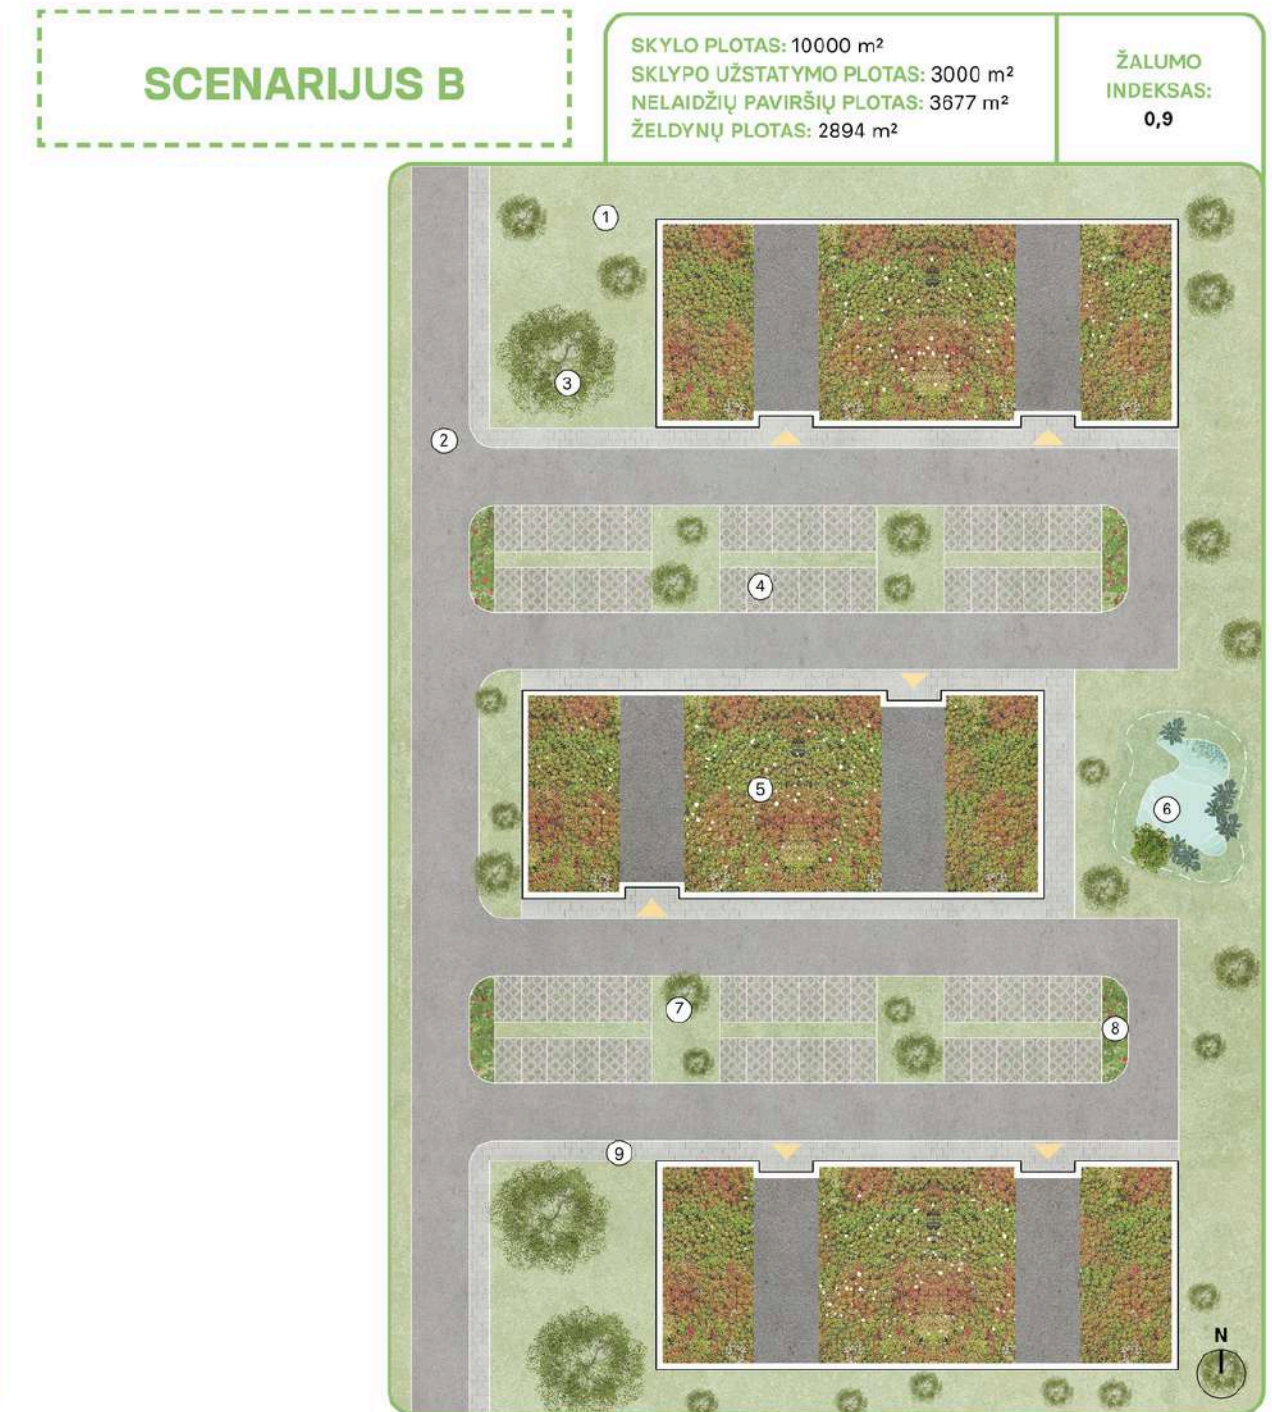 SCENARIJUS B
SKYLO PLOTAS: 10000 m²
SKLYPO UŽSTATYMO PLOTAS: 3000 m²
NELAIDŽIŲ PAVIRŠIŲ PLOTAS: 3677 m²
ŽELDYNŲ PLOTAS: 2894 m²
ŽALUMO
INDEKSAS:
0,9
1
3
2
4
5
6
7
8
9
N